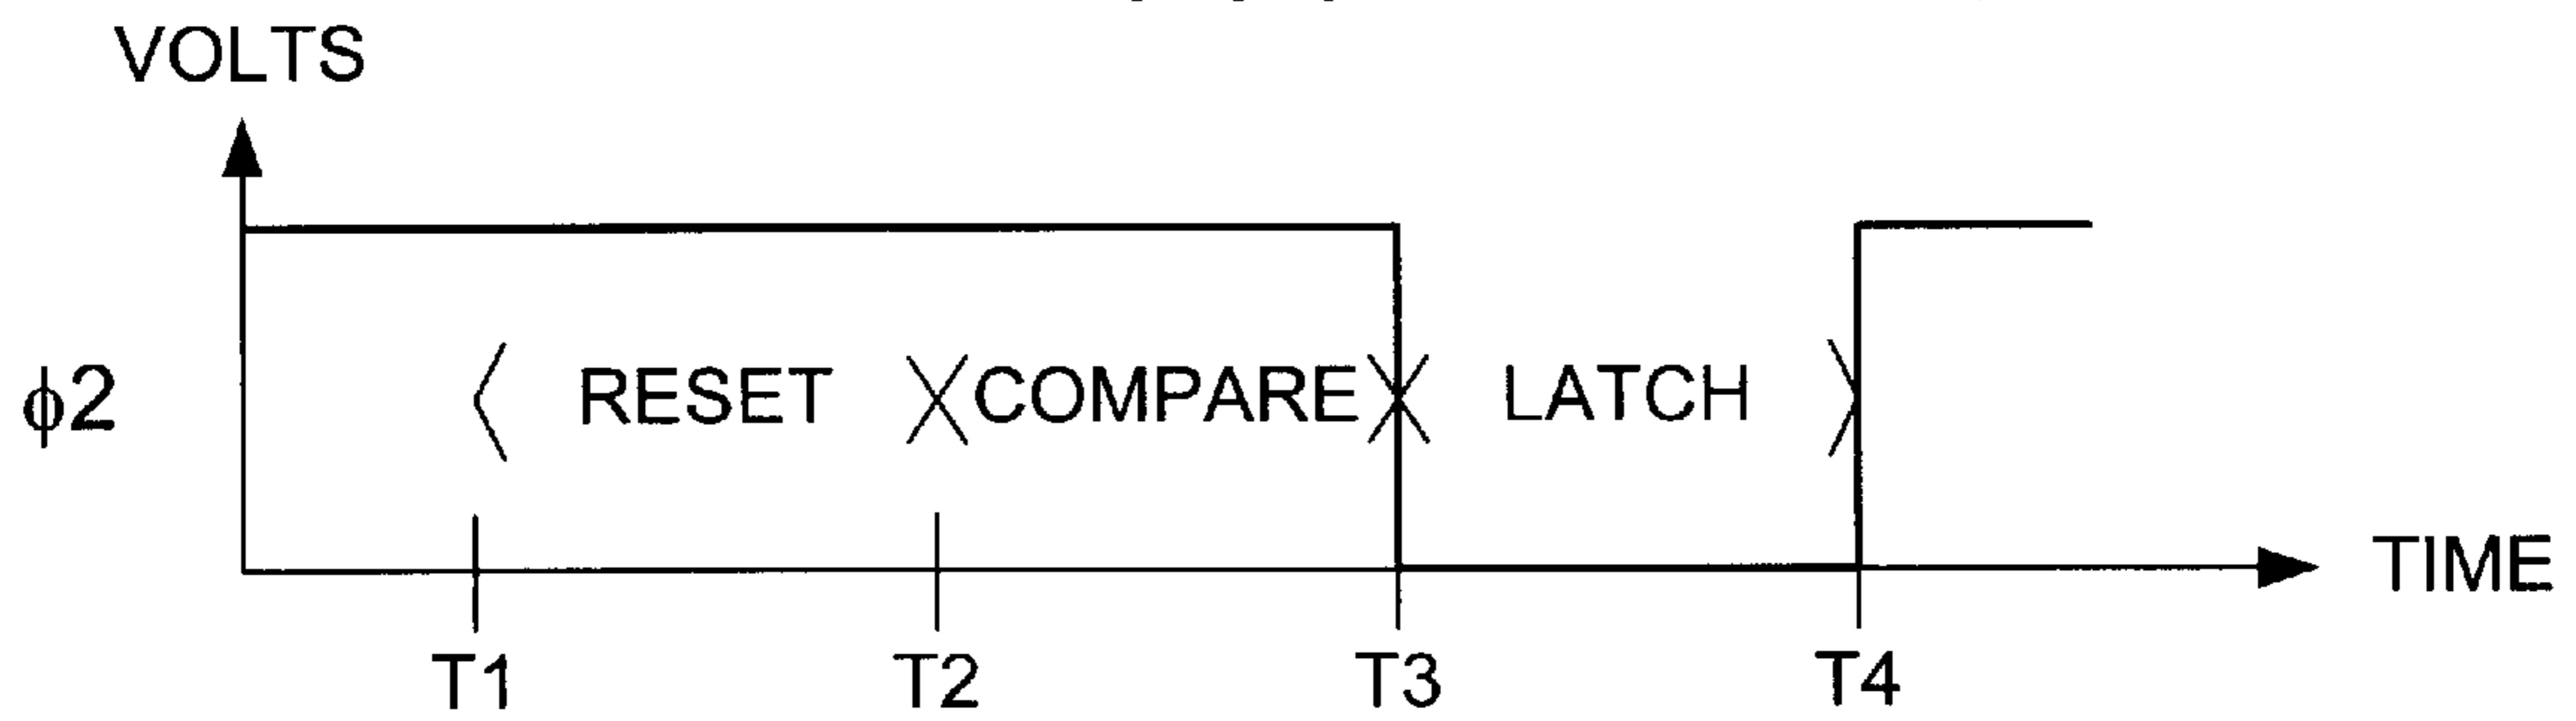 VOLTS
ϕ2
RESET COMPARE LATCH
TIME
T1 T2 T3 T4